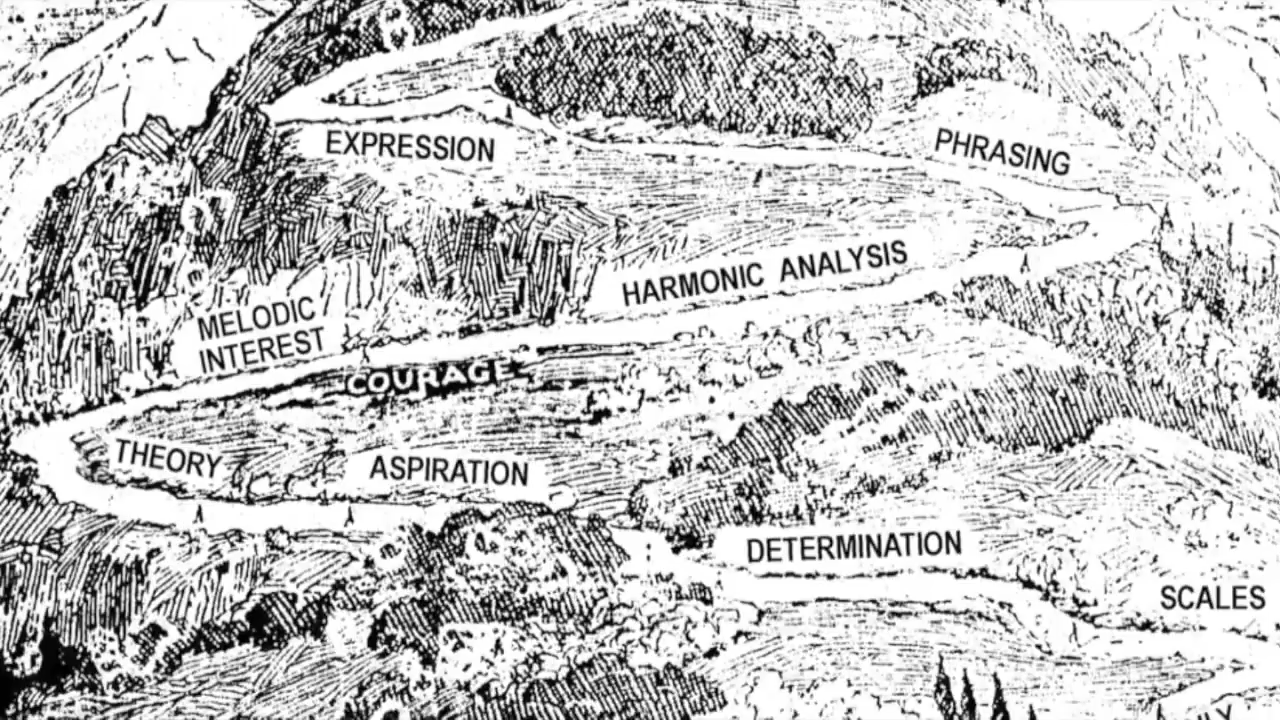 EXPRESSION
PHRASING
HARMONIC ANALYSIS
MELODIC
INTEREST
COURAGE
THEORY
ASPIRATION
DETERMINATION
SCALES